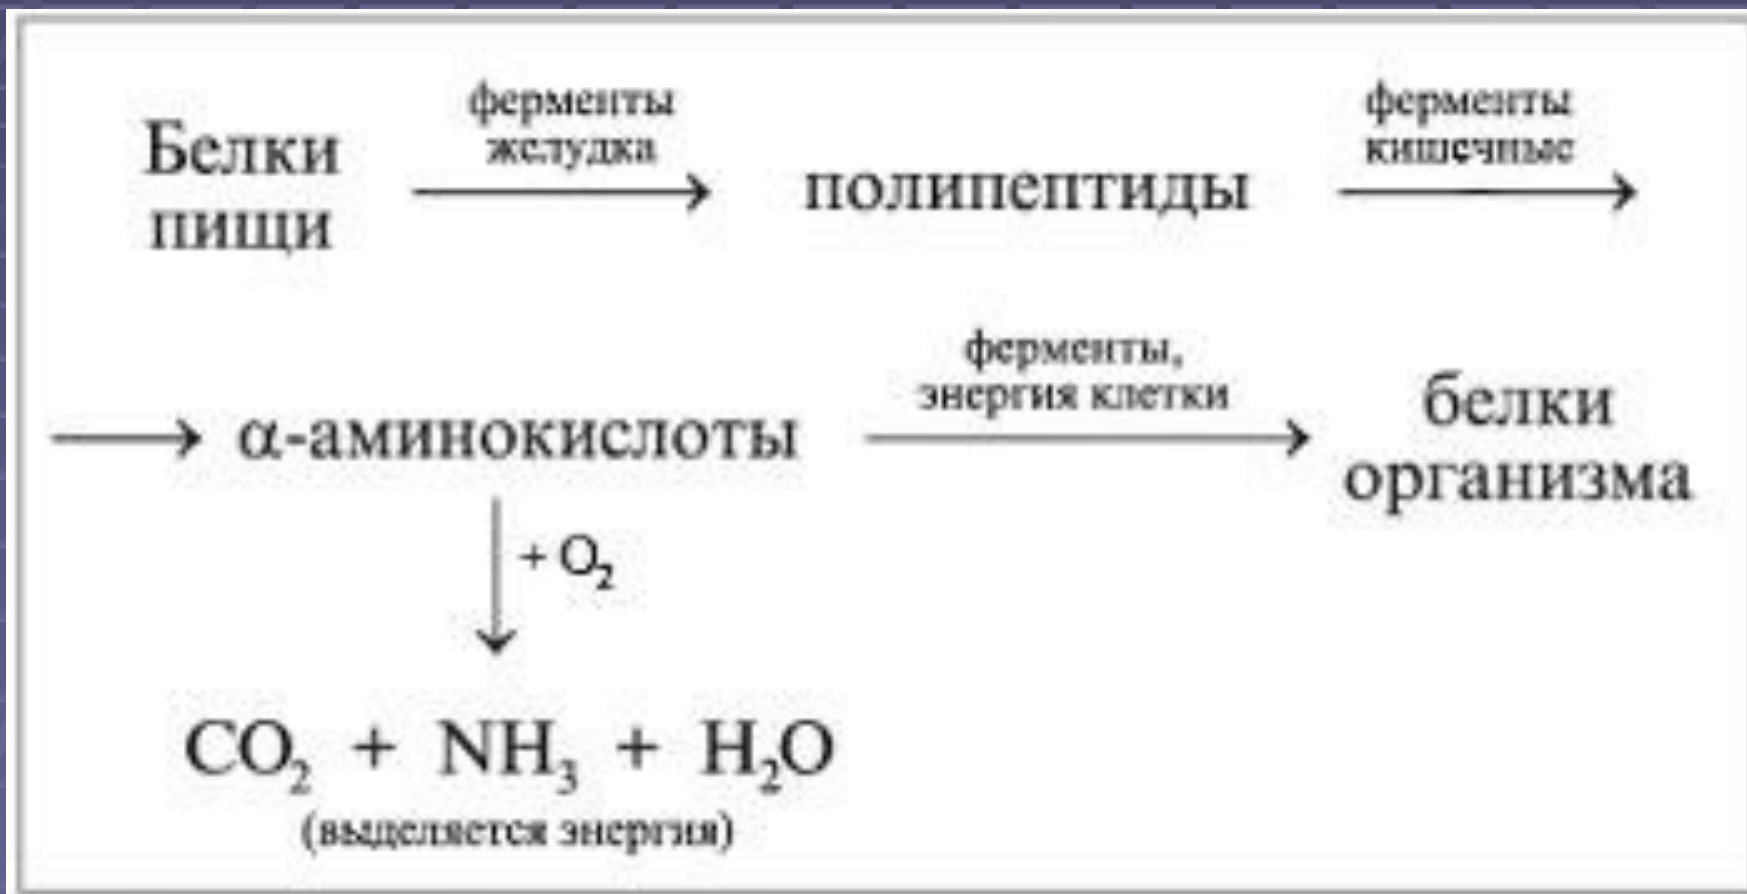 ферменты
желудка
Белки
пищи
полипептиды
ферменты
кишечные
α-аминокислоты
ферменты,
энергия клетки
белки
организма
+ O₂
CO₂ + NH₃ + H₂O
(выделяется энергия)